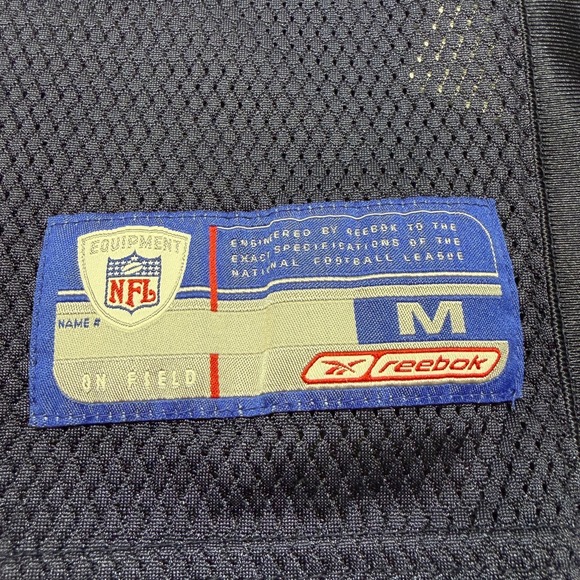 EQUIPMENT
NFL
ENGINEERED BY REEBOK TO THE
EXACT SPECIFICATIONS OF THE
NATIONAL FOOTBALL LEAGUE
NAME #
M
ON FIELD
Reebok